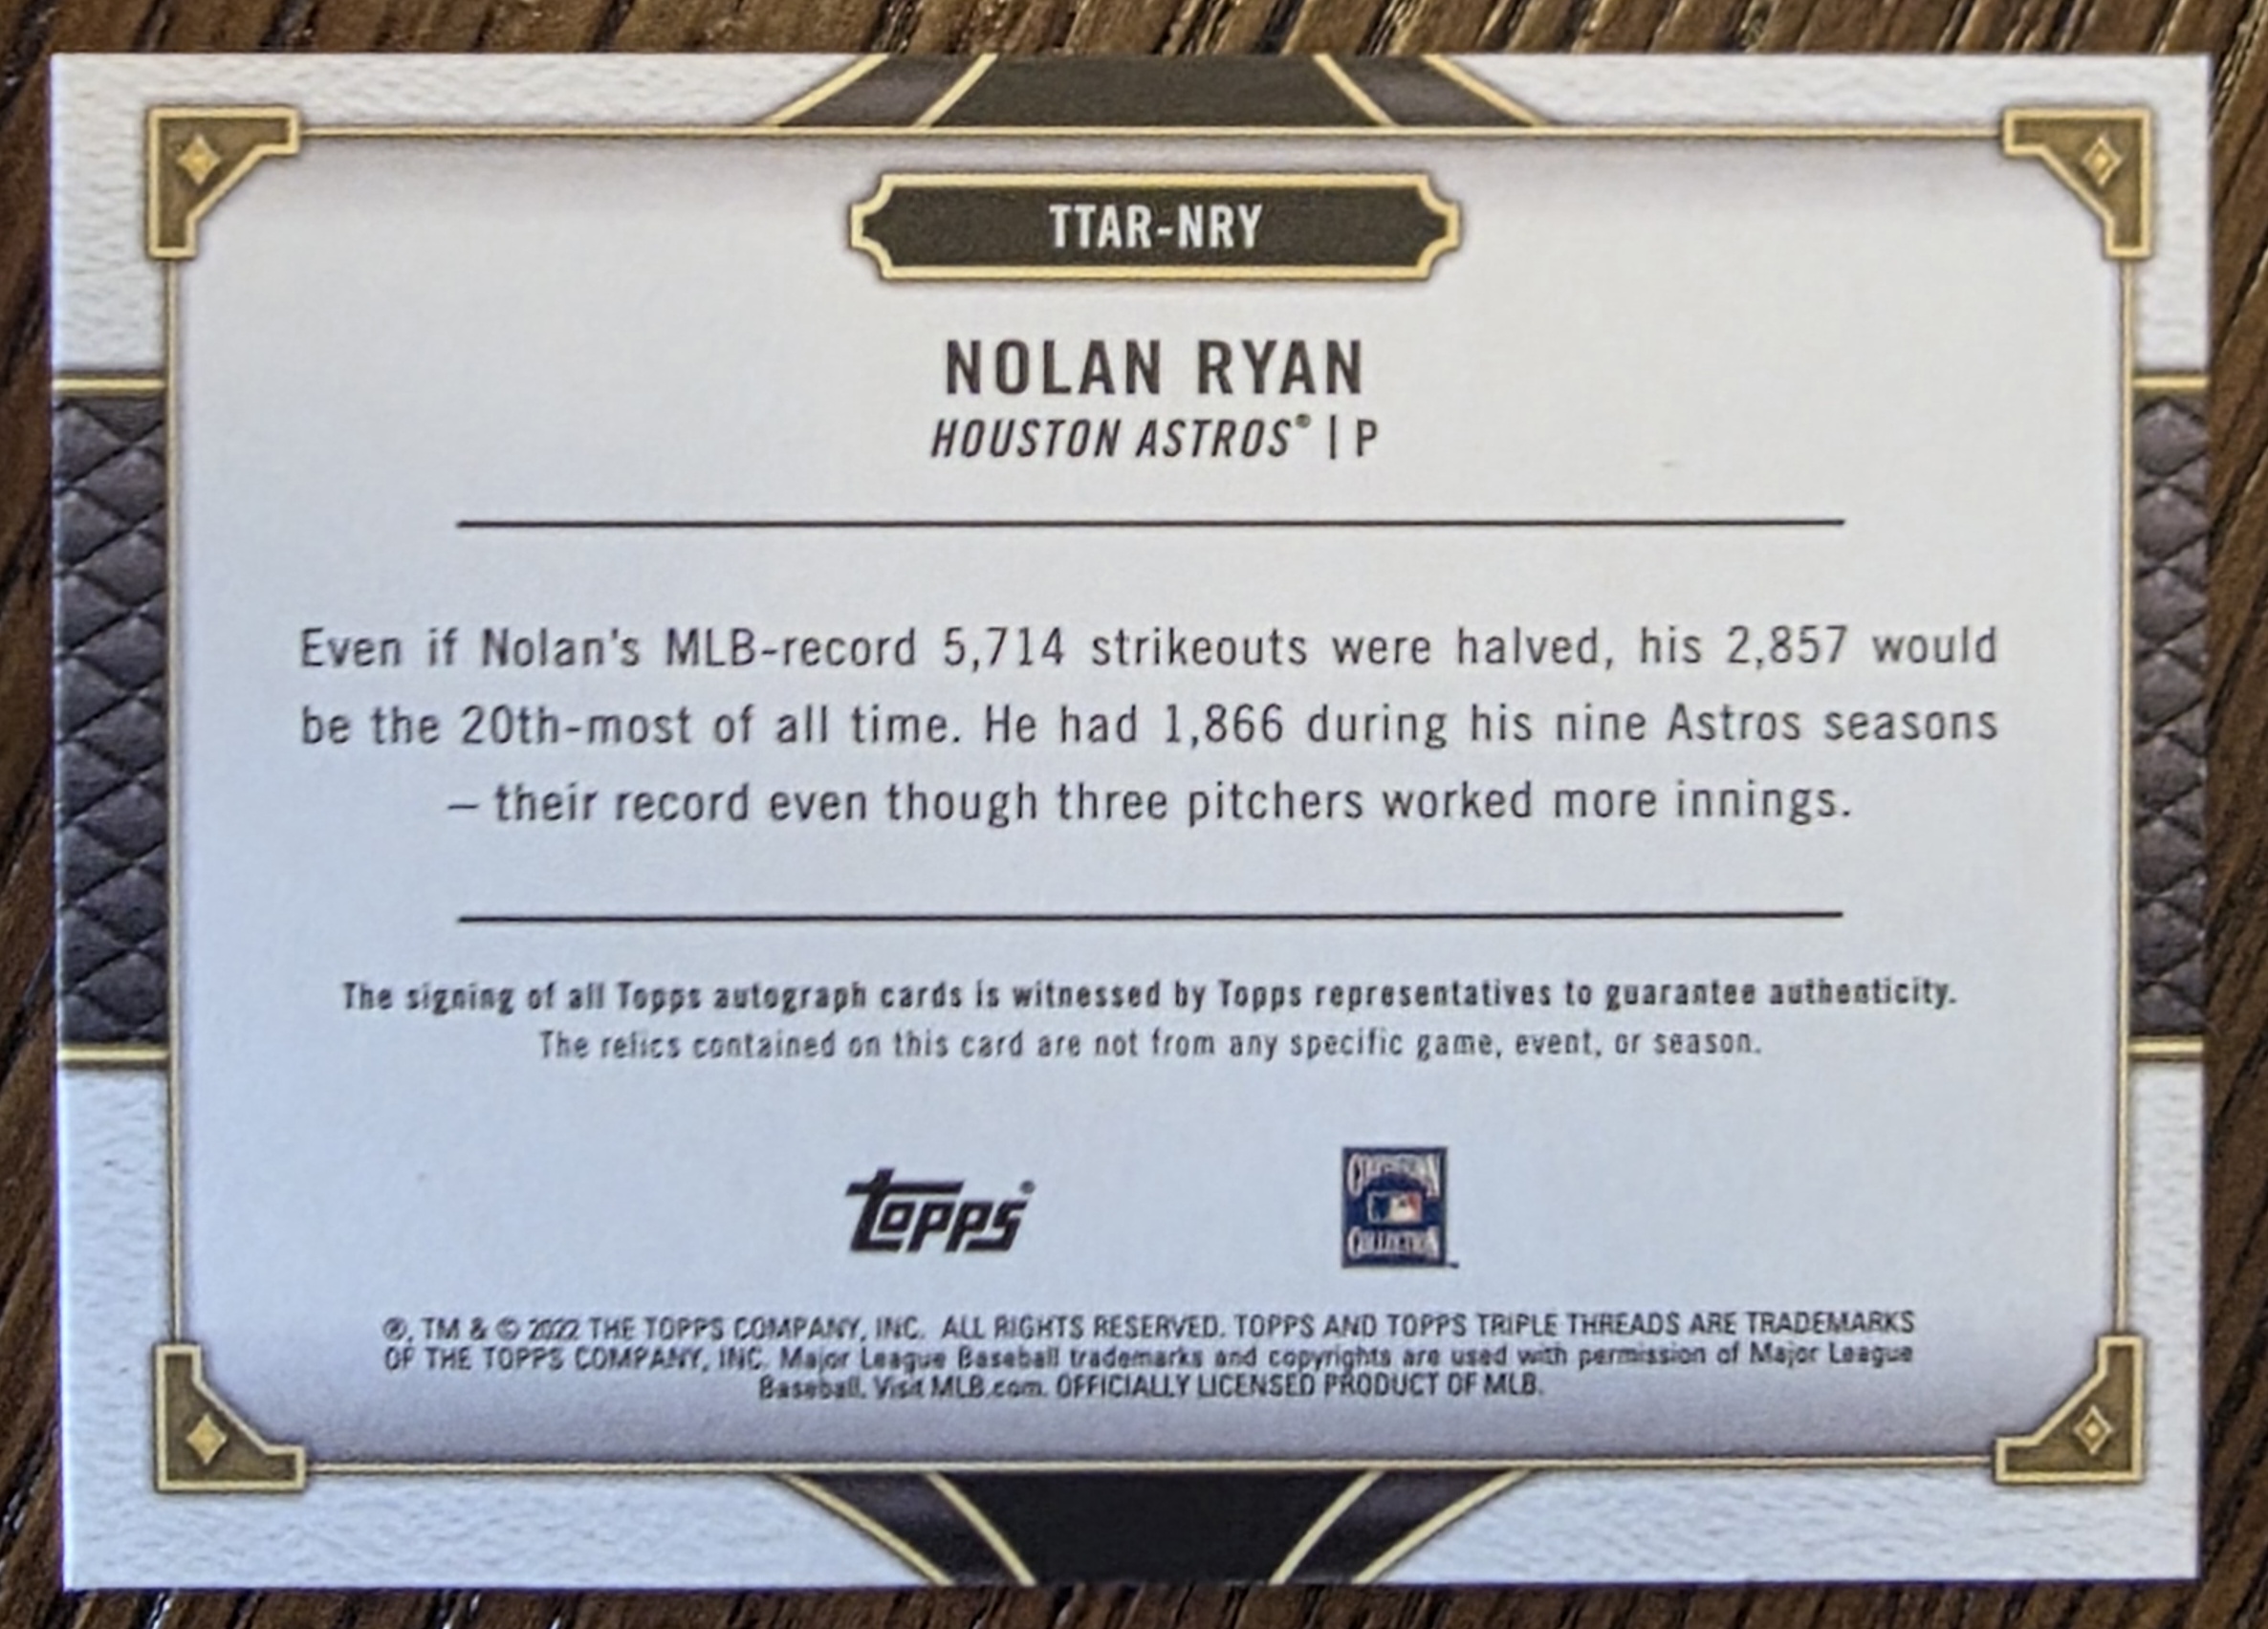 TTAR-NRY
NOLAN RYAN
HOUSTON ASTROS® | P
Even if Nolan's MLB-record 5,714 strikeouts were halved, his 2,857 would
be the 20th-most of all time. He had 1,866 during his nine Astros seasons
– their record even though three pitchers worked more innings.
The signing of all Topps autograph cards is witnessed by Topps representatives to guarantee authenticity.
The relics contained on this card are not from any specific game, event, or season.
topps®
COOPERSTOWN
COLLECTION™
®, TM & © 2022 THE TOPPS COMPANY, INC. ALL RIGHTS RESERVED. TOPPS AND TOPPS TRIPLE THREADS ARE TRADEMARKS
OF THE TOPPS COMPANY, INC. Major League Baseball trademarks and copyrights are used with permission of Major League
Baseball. Visit MLB.com. OFFICIALLY LICENSED PRODUCT OF MLB.